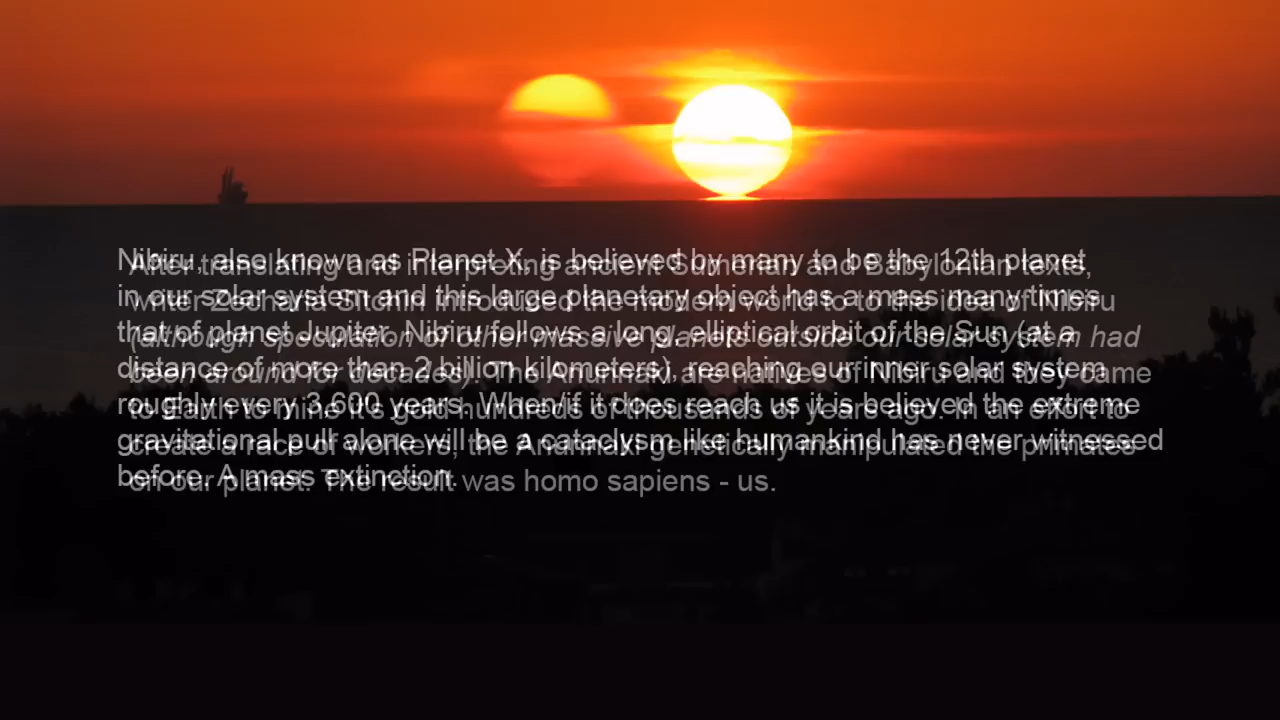 Nibiru, also known as Planet X, is believed by many to be the 12th planet
in our solar system and this large planetary object has a mass many times
that of planet Jupiter. Nibiru follows a long, elliptical orbit of the Sun (at a
distance of more than 2 billion kilometers), reaching our inner solar system
roughly every 3,600 years. When/if it does reach us it is believed the extreme
gravitational pull alone will be a cataclysm like humankind has never witnessed
before. A mass extinction.
After translating and interpreting ancient Sumerian and Babylonian texts,
writer Zecharia Sitchin introduced the modern world to to the idea of Nibiru
(although speculation of other massive planets outside our solar system had
been around for decades). The Anunnaki are natives of Nibiru and they came
to Earth to mine it's gold hundreds of thousands of years ago. In an effort to
create a race of workers, the Anunnaki genetically manipulated the primates
on our planet. The result was homo sapiens - us.